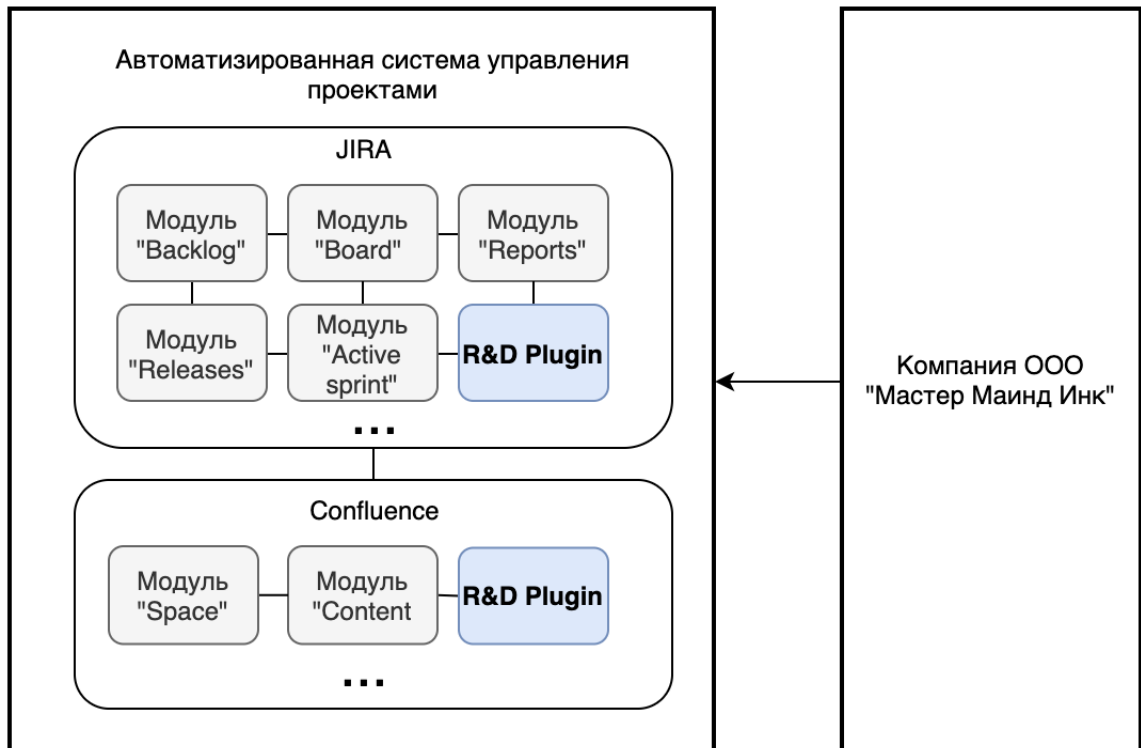 Автоматизированная система управления
проектами
JIRA
Модуль
"Backlog"
Модуль
"Board"
Модуль
"Reports"
Модуль
"Releases"
Модуль
"Active
sprint"
R&D Plugin
...
Confluence
Модуль
"Space"
Модуль
"Content
R&D Plugin
...
Компания ООО
"Мастер Маинд Инк"